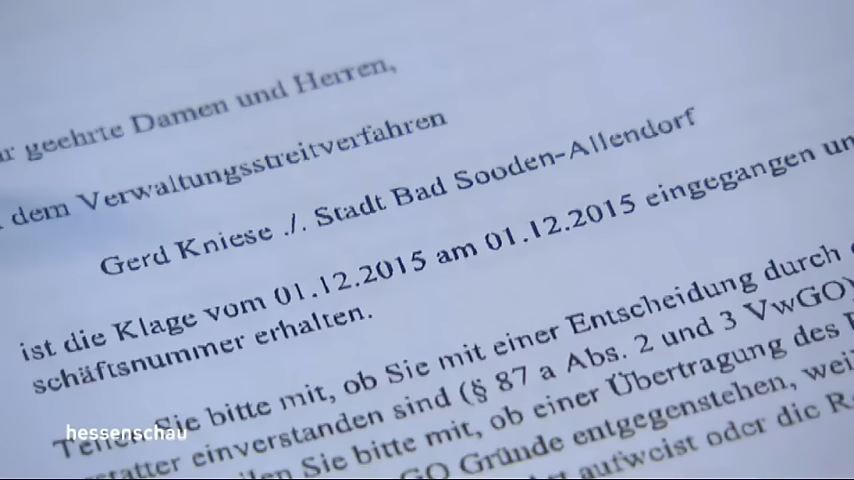 geehrte Damen und Herren,
dem Verwaltungsstreitverfahren
Gerd Kniese ./. Stadt Bad Sooden-Allendorf
ist die Klage vom 01.12.2015 am 01.12.2015 eingegangen
schäftsnummer erhalten.
Sie bitte mit, ob Sie mit einer Entscheidung durch
einverstanden sind (§ 87 a Abs. 2 und 3 VwGO)
Sie bitte mit, ob einer Übertragung des
GO Gründe entgegenstehen,
aufweist oder die
hessenschau